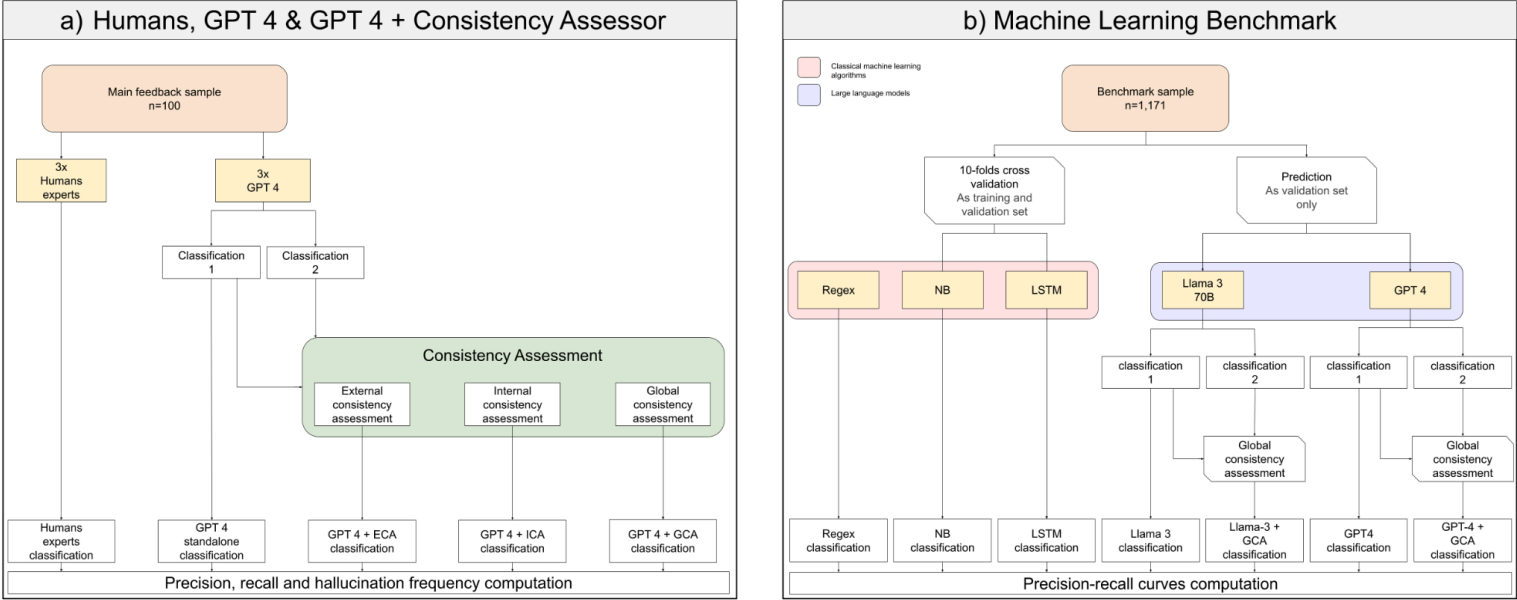 a) Humans, GPT 4 & GPT 4 + Consistency Assessor
Main feedback sample
n=100
3x
Humans
experts
3x
GPT 4
Classification
1
Classification
2
Consistency Assessment
External
consistency
assessment
Internal
consistency
assessment
Global
consistency
assessment
Humans
experts
classification
GPT 4
standalone
classification
GPT 4 + ECA
classification
GPT 4 + ICA
classification
GPT 4 + GCA
classification
Precision, recall and hallucination frequency computation
b) Machine Learning Benchmark
Classical machine learning
algorithms
Large language models
Benchmark sample
n=1,171
10-folds cross
validation
As training and
validation set
Prediction
As validation set
only
Regex
NB
LSTM
Llama 3
70B
GPT 4
classification
1
classification
2
classification
1
classification
2
Global
consistency
assessment
Global
consistency
assessment
Regex
classification
NB
classification
LSTM
classification
Llama 3
classification
Llama-3 +
GCA
classification
GPT4
classification
GPT-4 +
GCA
classification
Precision-recall curves computation